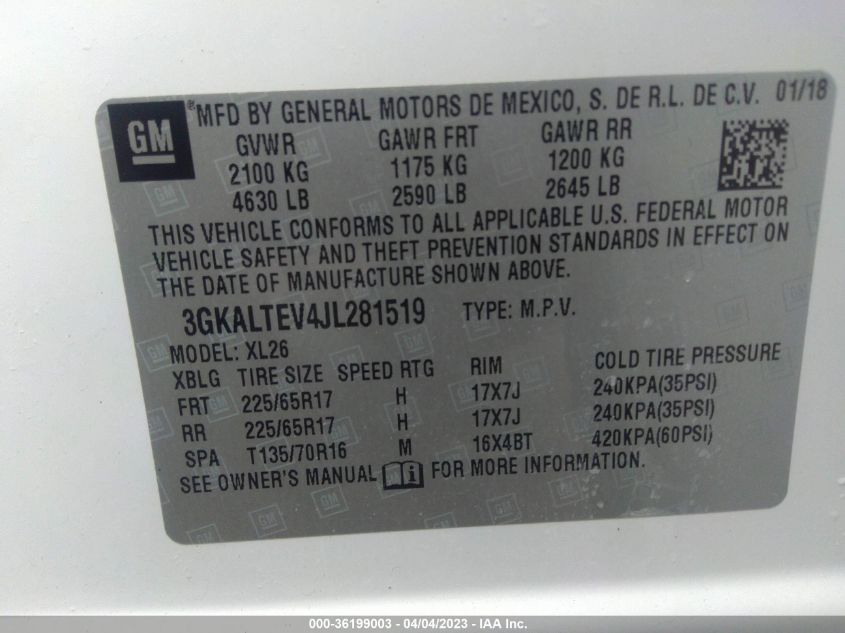 GM
® MFD BY GENERAL MOTORS DE MEXICO, S. DE R.L. DE C.V. 01/18
GVWR GAWR FRT GAWR RR
2100 KG 1175 KG 1200 KG
4630 LB 2590 LB 2645 LB
THIS VEHICLE CONFORMS TO ALL APPLICABLE U.S. FEDERAL MOTOR
VEHICLE SAFETY AND THEFT PREVENTION STANDARDS IN EFFECT ON
THE DATE OF MANUFACTURE SHOWN ABOVE.
3GKALTEV4JL281519 TYPE: M.P.V.
MODEL: XL26
XBLG TIRE SIZE SPEED RTG RIM COLD TIRE PRESSURE
FRT 225/65R17 H 17X7J 240KPA(35PSI)
RR 225/65R17 H 17X7J 240KPA(35PSI)
SPA T135/70R16 M 16X4BT 420KPA(60PSI)
SEE OWNER'S MANUAL i FOR MORE INFORMATION.
000-36199003 - 04/04/2023 - IAA Inc.